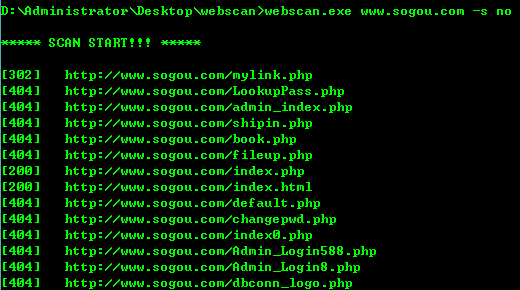 D:\Administrator\Desktop\webscan>webscan.exe www.sogou.com -s no
***** SCAN START!!! *****
[302]   http://www.sogou.com/mylink.php
[404]   http://www.sogou.com/LookupPass.php
[404]   http://www.sogou.com/admin_index.php
[404]   http://www.sogou.com/shipin.php
[404]   http://www.sogou.com/book.php
[404]   http://www.sogou.com/fileup.php
[200]   http://www.sogou.com/index.php
[200]   http://www.sogou.com/index.html
[404]   http://www.sogou.com/default.php
[404]   http://www.sogou.com/changepwd.php
[404]   http://www.sogou.com/index0.php
[404]   http://www.sogou.com/Admin_Login588.php
[404]   http://www.sogou.com/Admin_Login8.php
[404]   http://www.sogou.com/dbconn_logo.php